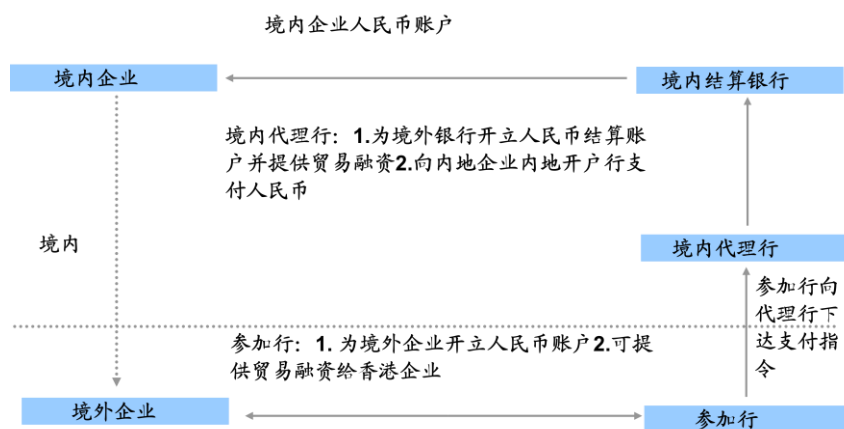 境内企业人民币账户
境内企业
境内结算银行
境内代理行：1.为境外银行开立人民币结算账
户并提供贸易融资2.向内地企业内地开户行支
付人民币
境内
境内代理行
参加行向
代理行下
达支付指
令
参加行：1. 为境外企业开立人民币账户2.可提
供贸易融资给香港企业
境外企业
参加行